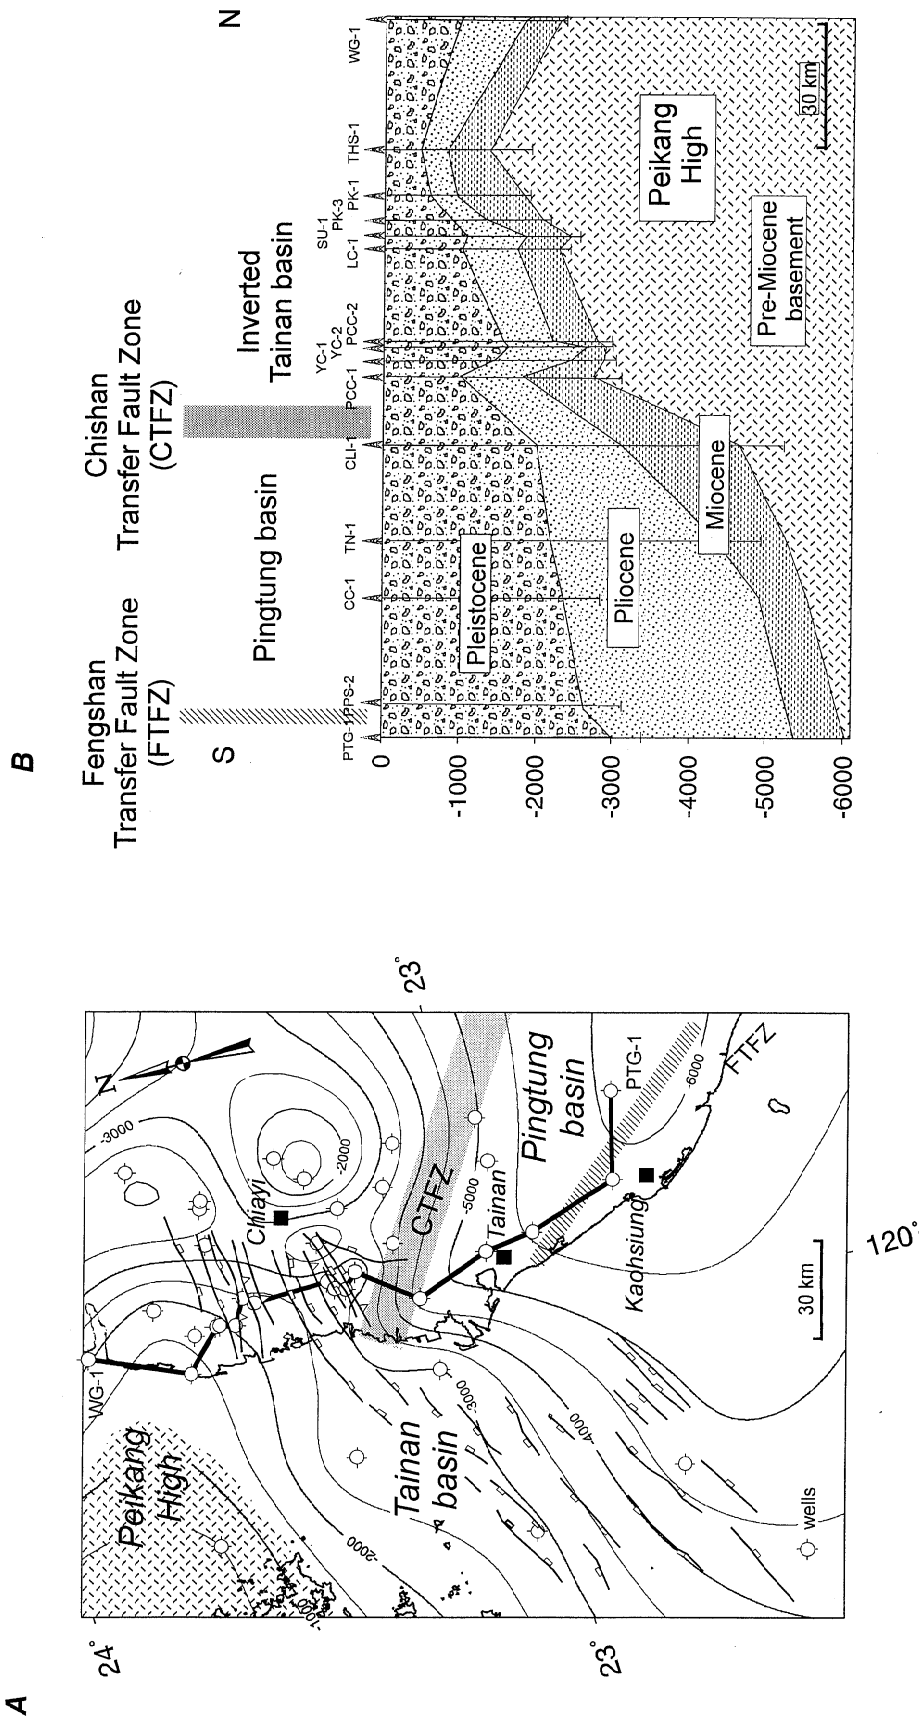 A
24°
23°
23°
120°
Peikang
High
WG-1
N
-3000
-2000
Chiayi
CTFZ
-5000
Tainan
Pingtung
basin
PTG-1
-6000
FTFZ
Kaohsiung
30 km
Tainan
basin
-3000
-4000
-2000
-1000
wells
B
Fengshan
Transfer Fault Zone
(FTFZ)
Chishan
Transfer Fault Zone
(CTFZ)
S
Pingtung basin
Inverted
Tainan basin
N
PTG-1
PPS-2
CC-1
TN-1
CLI-1
PCC-1
YC-1
YC-2
PCC-2
LC-1
SU-1
PK-3
PK-1
THS-1
WG-1
0
-1000
-2000
-3000
-4000
-5000
-6000
Pleistocene
Pliocene
Miocene
Peikang
High
Pre-Miocene
basement
30 km